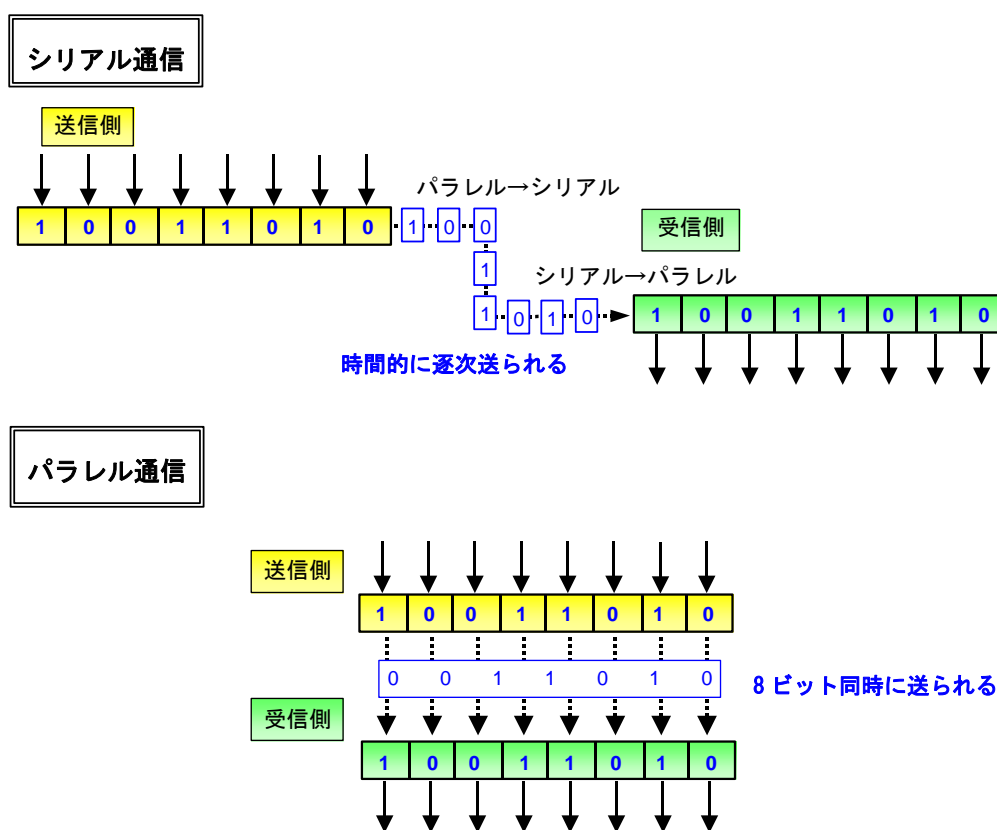 シリアル通信
送信側
パラレル→シリアル
1 0 0 1 1 0 1 0 1 0 0
受信側
1
シリアル→パラレル
1 0 1 0
1 0 0 1 1 0 1 0
時間的に逐次送られる
パラレル通信
送信側
1 0 0 1 1 0 1 0
0 0 1 1 0 1 0
8 ビット同時に送られる
受信側
1 0 0 1 1 0 1 0